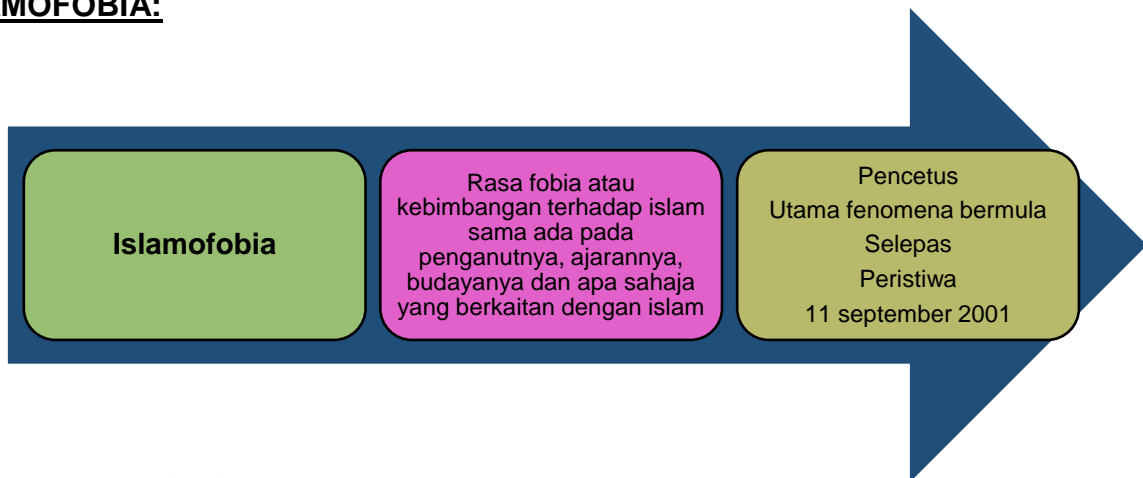 AMOFOBIA:
Islamofobia
Rasa fobia atau
kebimbangan terhadap islam
sama ada pada
penganutnya, ajarannya,
budayanya dan apa sahaja
yang berkaitan dengan islam
Pencetus
Utama fenomena bermula
Selepas
Peristiwa
11 september 2001